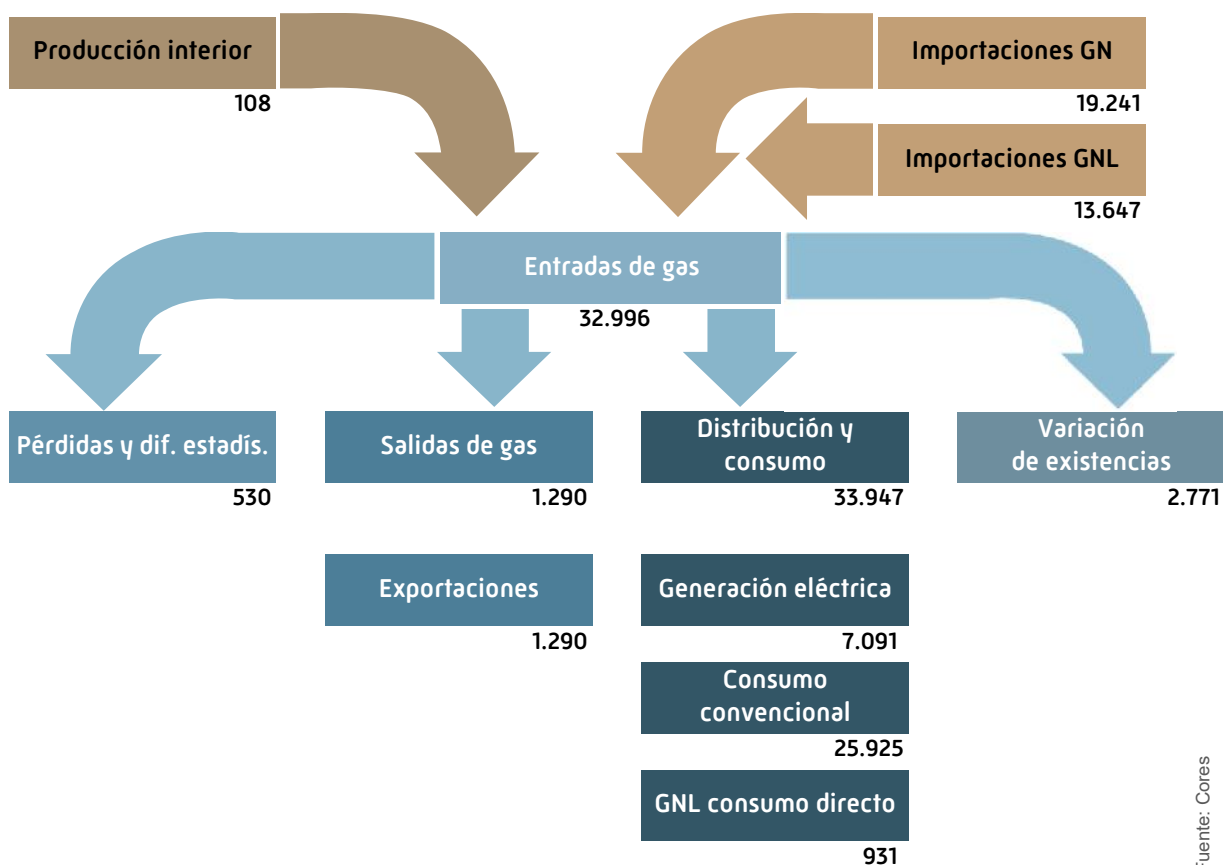 Producción interior
108
Importaciones GN
19.241
Importaciones GNL
13.647
Entradas de gas
32.996
Pérdidas y dif. estadís.
530
Salidas de gas
1.290
Distribución y
consumo
33.947
Variación
de existencias
2.771
Exportaciones
1.290
Generación eléctrica
7.091
Consumo
convencional
25.925
GNL consumo directo
931
Fuente: Cores